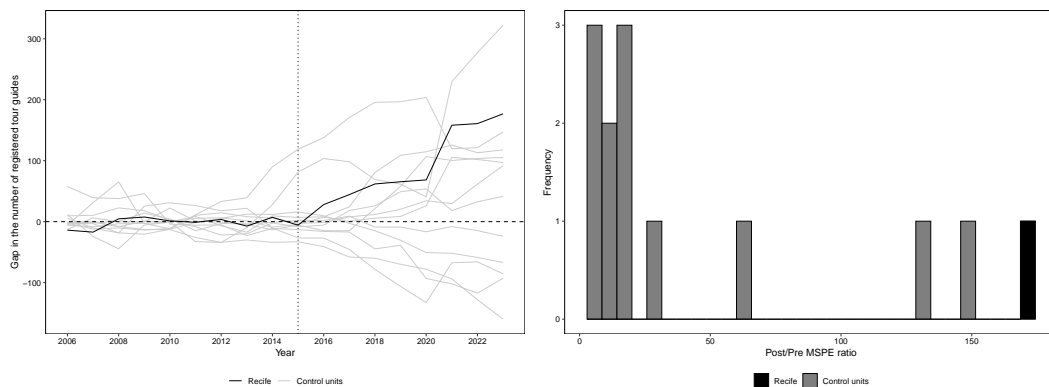 Gap in the number of registered tour guides
300
200
100
0
−100
2006
2008
2010
2012
2014
2016
2018
2020
2022
Year
Recife
Control units
Frequency
3
2
1
0
0
50
100
150
Post/Pre MSPE ratio
Recife
Control units